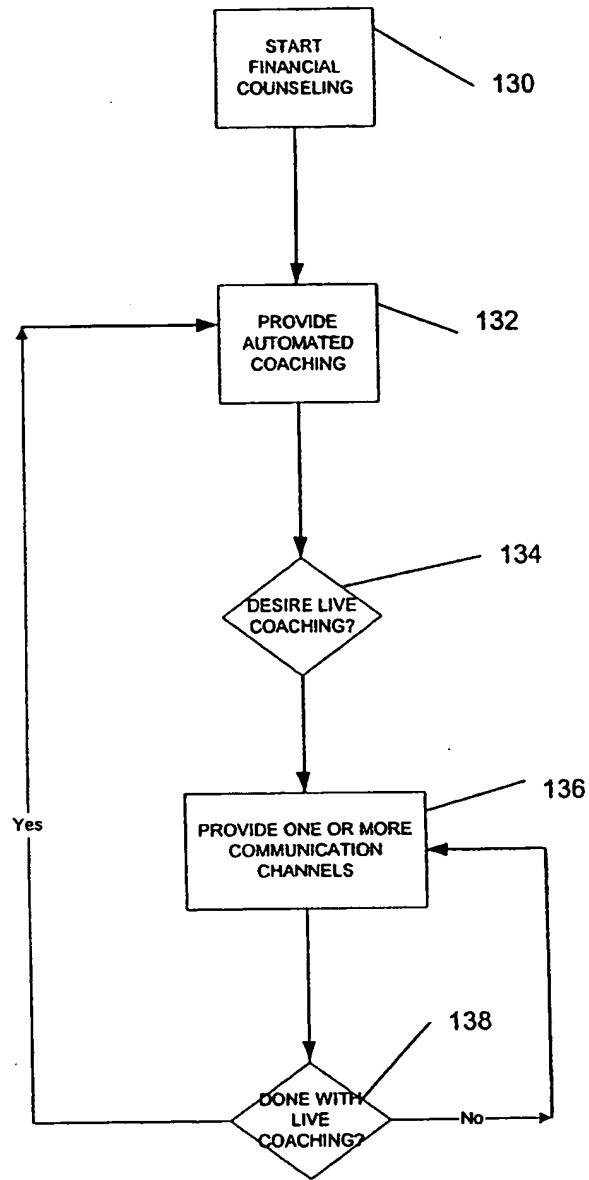 START
FINANCIAL
COUNSELING
130
PROVIDE
AUTOMATED
COACHING
132
134
DESIRE LIVE
COACHING?
136
PROVIDE ONE OR MORE
COMMUNICATION
CHANNELS
Yes
138
DONE WITH
LIVE
COACHING?
No